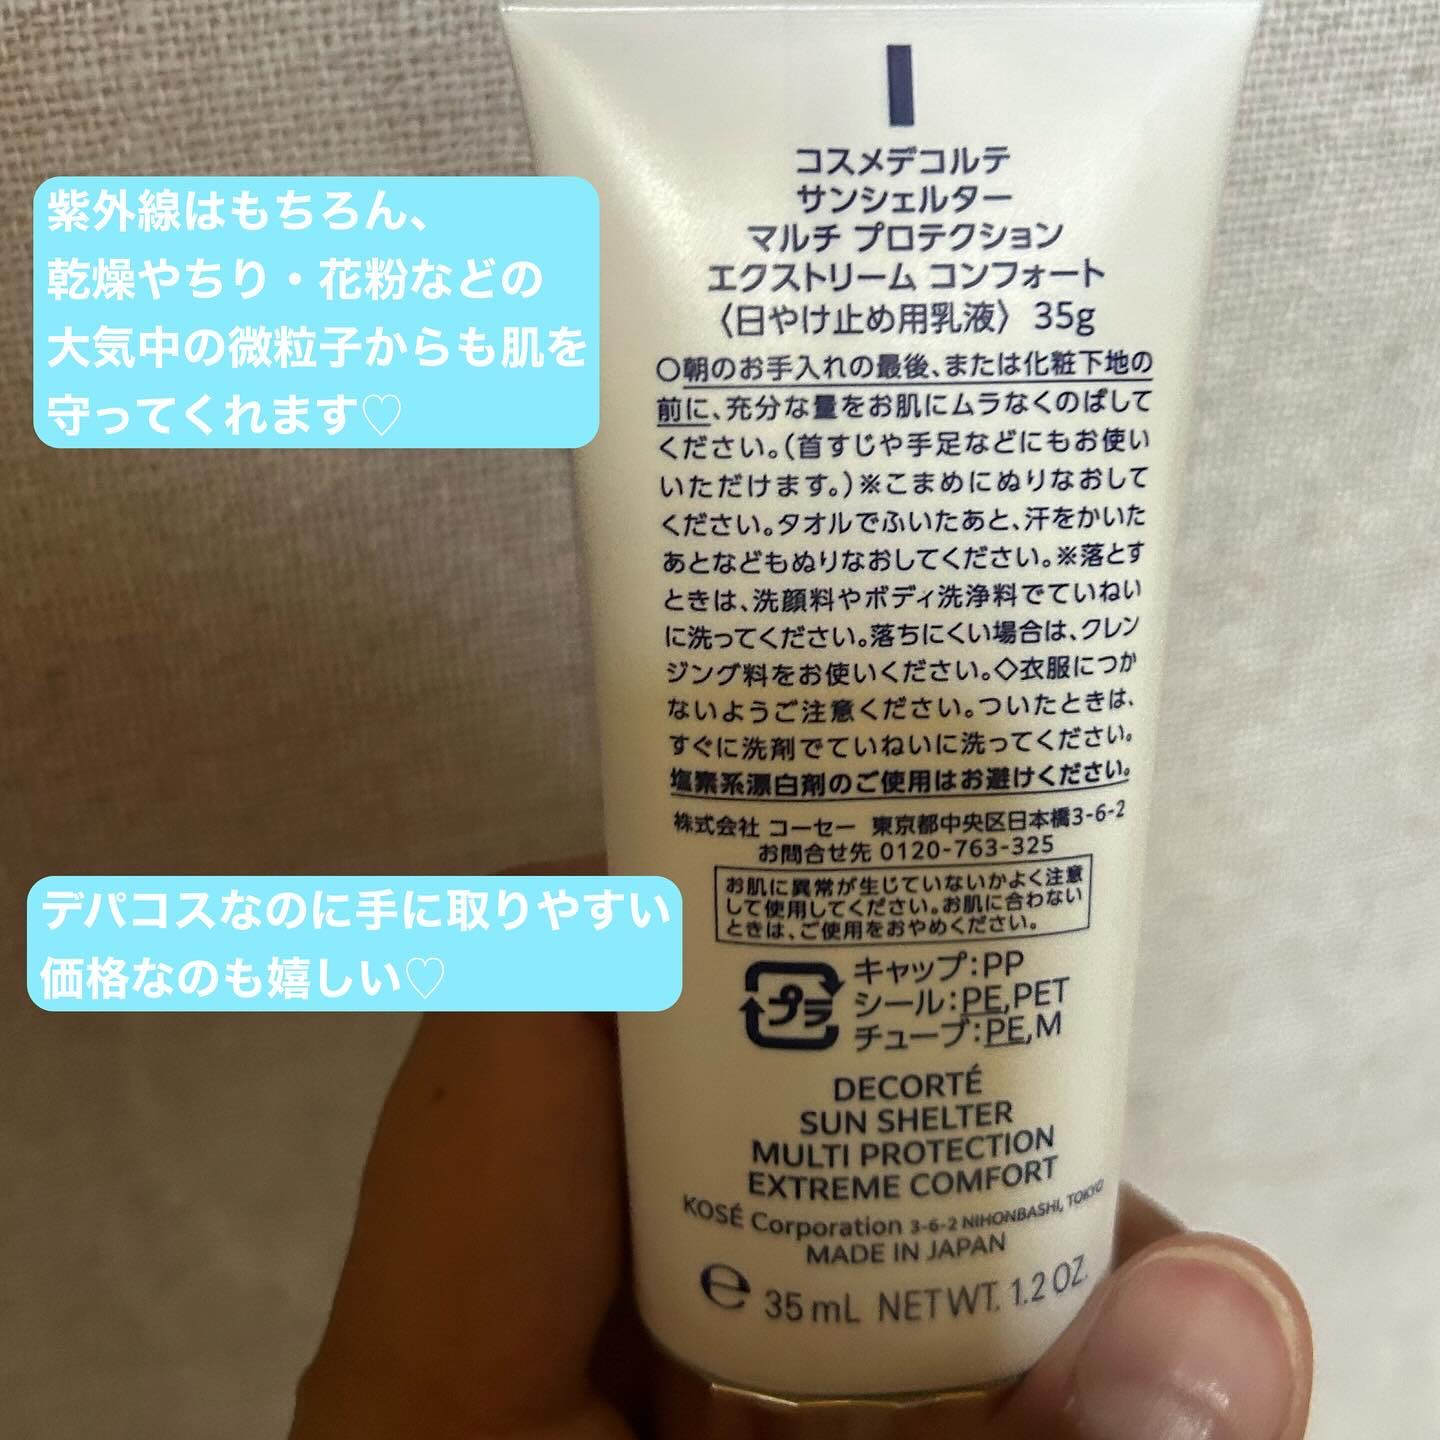 紫外線はもちろん、
乾燥やちり・花粉などの
大気中の微粒子からも肌を
守ってくれます♡
デパコスなのに手に取りやすい
価格なのも嬉しい♡
コスメデコルテ
サンシェルター
マルチ プロテクション
エクストリーム コンフォート
〈日やけ止め用乳液〉 35g
○朝のお手入れの最後、または化粧下地の
前に、充分な量をお肌にムラなくのばして
ください。(首すじや手足などにもお使い
いただけます。)※こまめにぬりなおして
ください。タオルでふいたあと、汗をかいた
あとなどもぬりなおしてください。※落とす
ときは、洗顔料やボディ洗浄料でていねい
に洗ってください。落ちにくい場合は、クレン
ジング料をお使いください。◇衣服につか
ないようご注意ください。ついたときは、
すぐに洗剤でていねいに洗ってください。
塩素系漂白剤のご使用はお避けください。
株式会社 コーセー 東京都中央区日本橋3-6-2
お問合せ先 0120-763-325
お肌に異常が生じていないかよく注意
して使用してください。お肌に合わない
ときは、ご使用をおやめください。
プラ
キャップ:PP
シール:PE,PET
チューブ:PE,M
DECORTÉ
SUN SHELTER
MULTI PROTECTION
EXTREME COMFORT
KOSÉ Corporation 3-6-2 NIHONBASHI, TOKYO
MADE IN JAPAN
℮ 35 mL NET WT. 1.2 OZ.